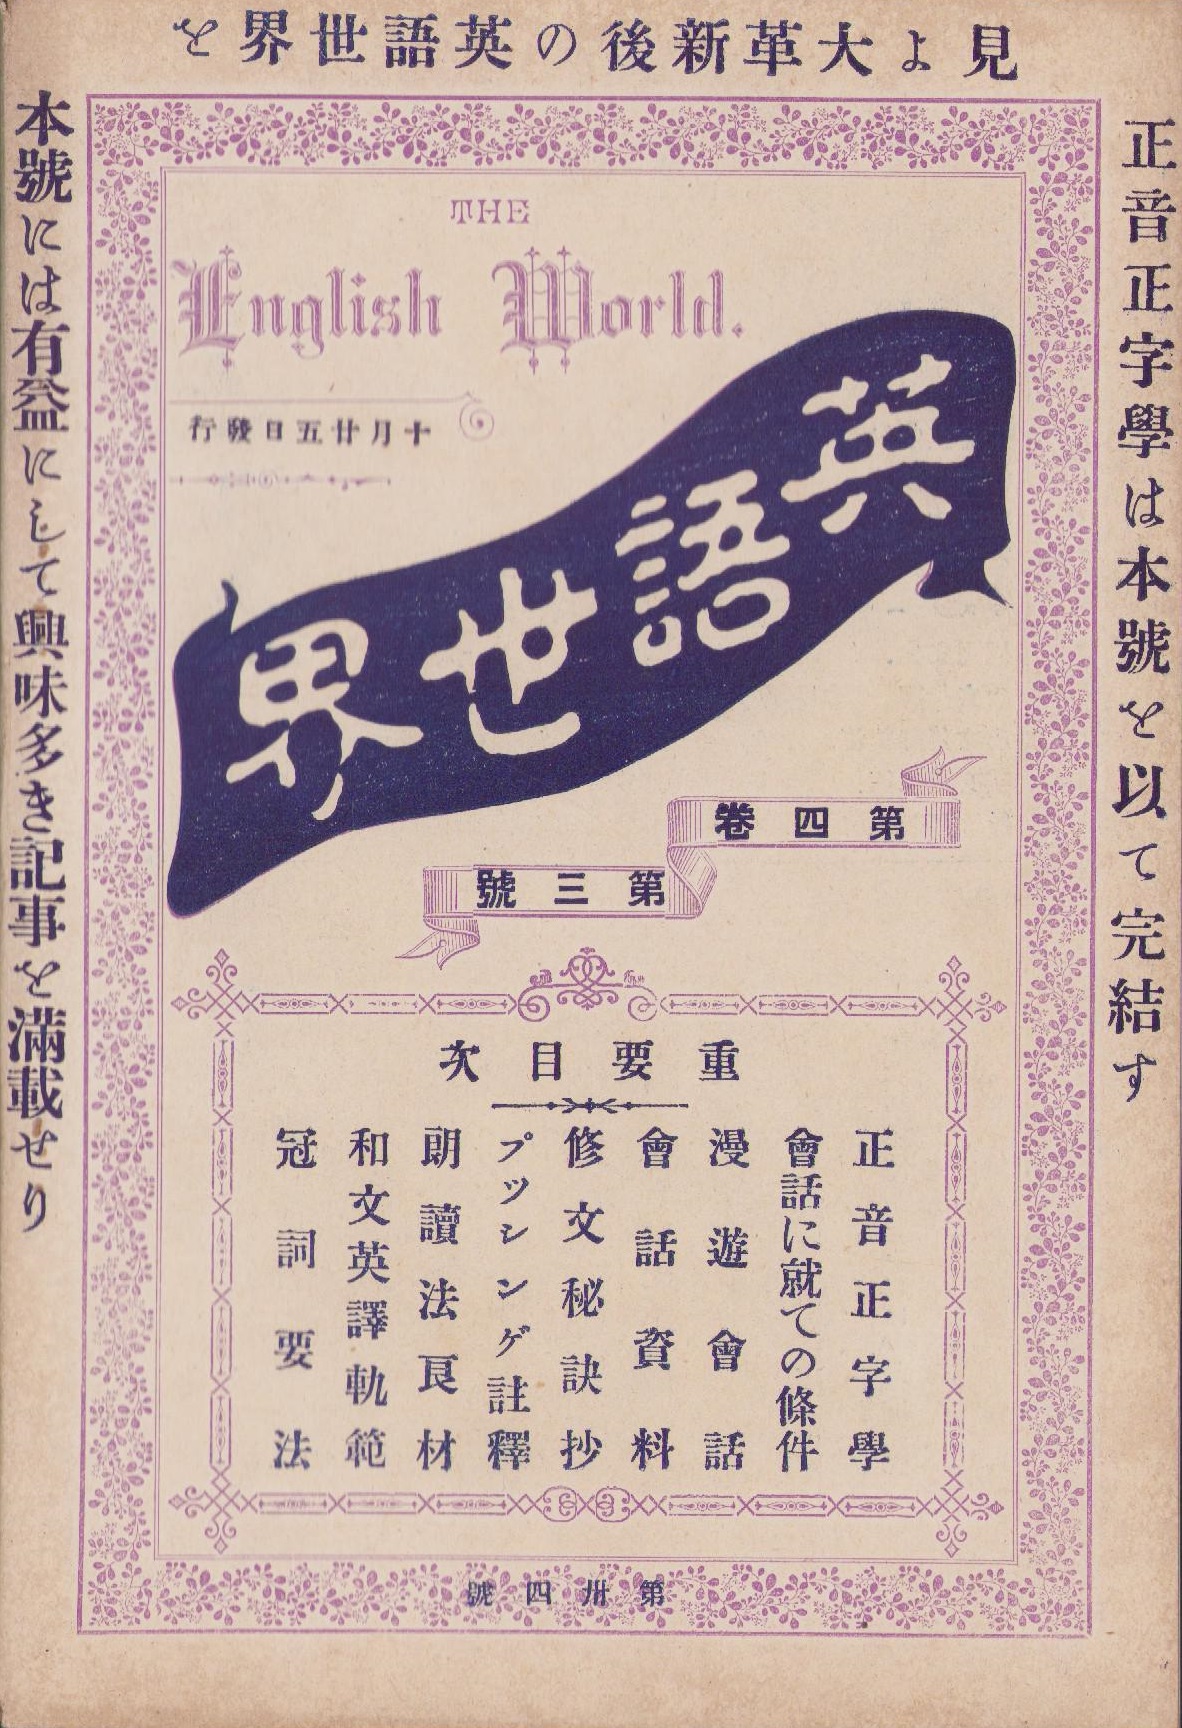 見よ大革新後の英語世界を
正音正字學は本號を以て完結す
本號には有益にして興味多き記事を滿載せり
THE
English World.
十月廿五日發行
英語世界
第四卷
第三號
重要目次
正音正字學
會話に就ての條件
漫遊會話
會話資料
修文秘訣抄
プッシング註釋
朗讀法良材
和文英譯軌範
冠詞要法
第卅四號